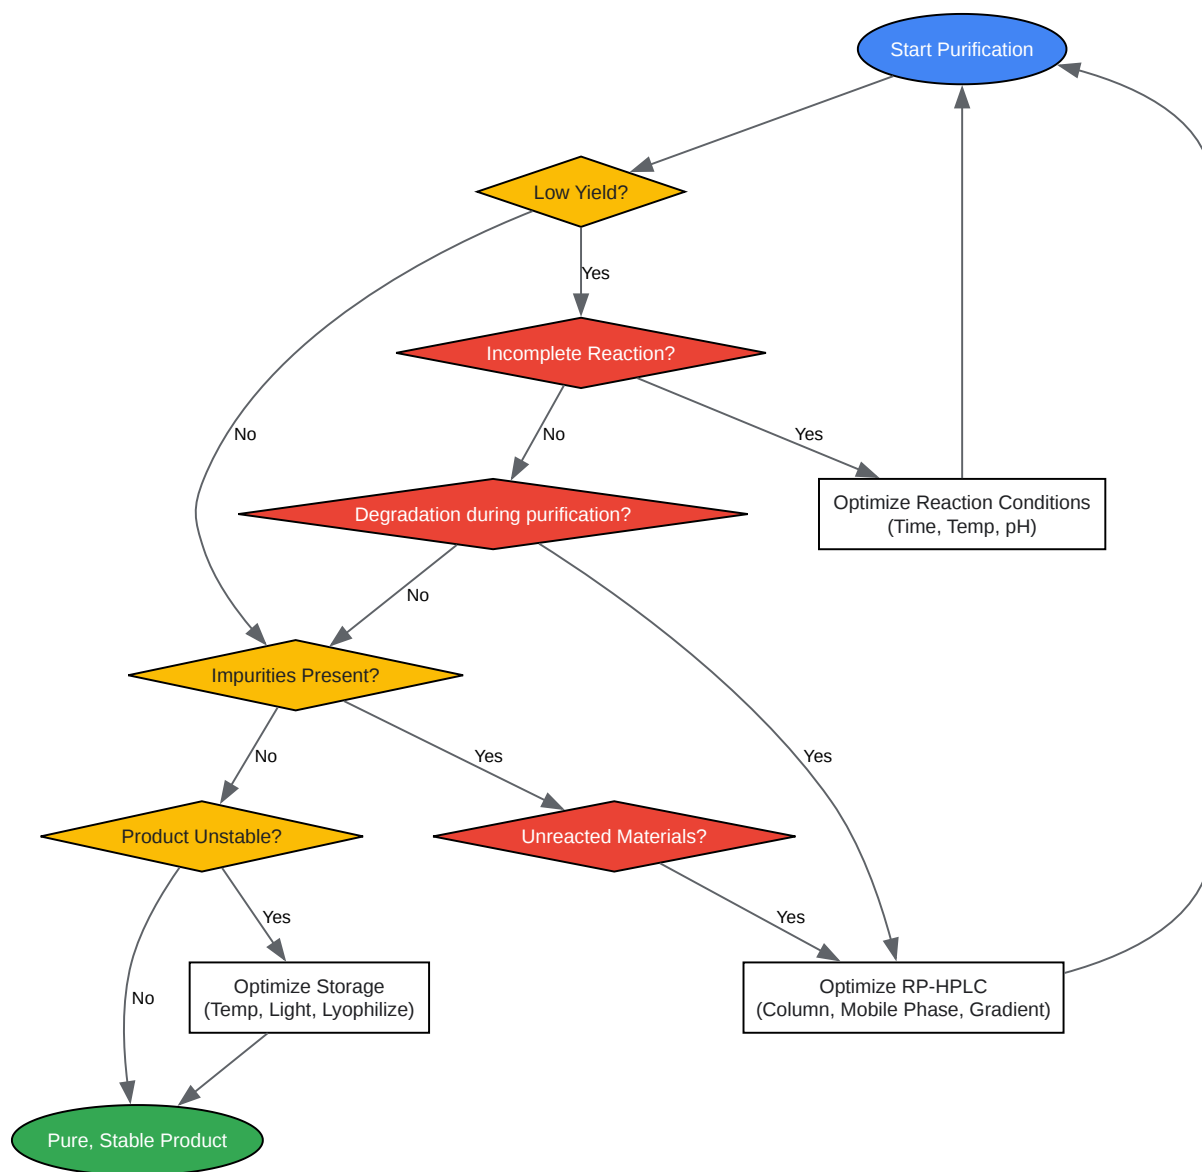 Start Purification
Low Yield?
Yes
Incomplete Reaction?
No
No
Yes
Optimize Reaction Conditions
(Time, Temp, pH)
Degradation during purification?
No
Impurities Present?
No
Yes
Yes
Product Unstable?
Unreacted Materials?
Yes
Yes
Optimize Storage
(Temp, Light, Lyophilize)
No
Optimize RP-HPLC
(Column, Mobile Phase, Gradient)
Pure, Stable Product